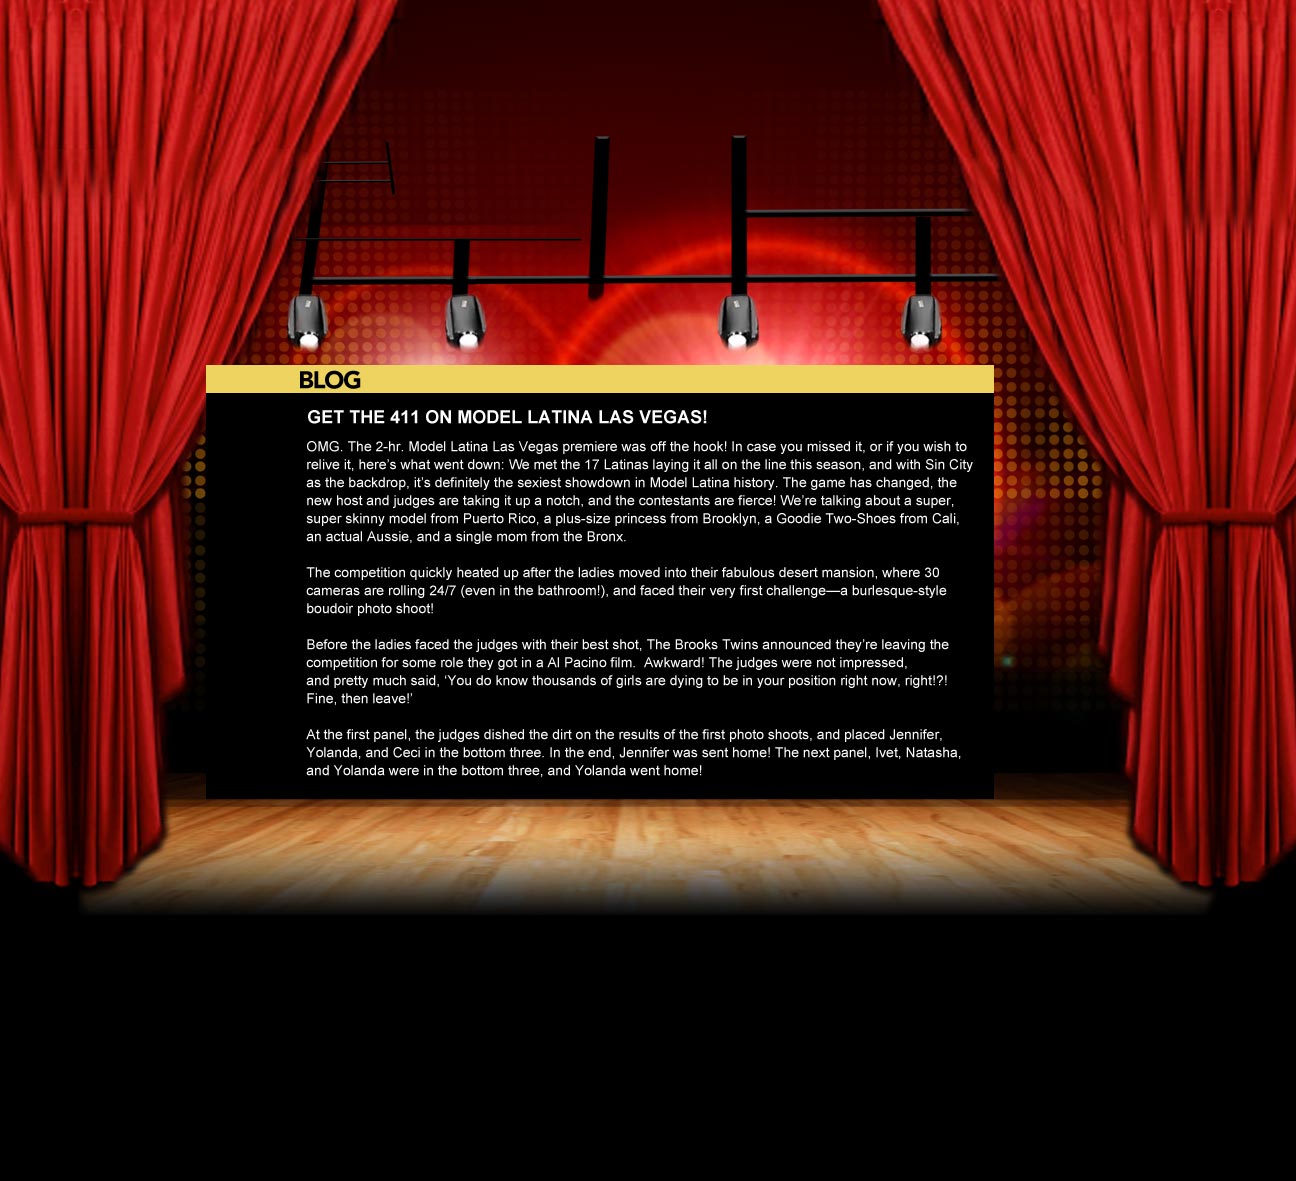 BLOG
GET THE 411 ON MODEL LATINA LAS VEGAS!
OMG. The 2-hr. Model Latina Las Vegas premiere was off the hook! In case you missed it, or if you wish to
relive it, here’s what went down: We met the 17 Latinas laying it all on the line this season, and with Sin City
as the backdrop, it’s definitely the sexiest showdown in Model Latina history. The game has changed, the
new host and judges are taking it up a notch, and the contestants are fierce! We’re talking about a super,
super skinny model from Puerto Rico, a plus-size princess from Brooklyn, a Goodie Two-Shoes from Cali,
an actual Aussie, and a single mom from the Bronx.
The competition quickly heated up after the ladies moved into their fabulous desert mansion, where 30
cameras are rolling 24/7 (even in the bathroom!), and faced their very first challenge—a burlesque-style
boudoir photo shoot!
Before the ladies faced the judges with their best shot, The Brooks Twins announced they’re leaving the
competition for some role they got in a Al Pacino film.  Awkward! The judges were not impressed,
and pretty much said, ‘You do know thousands of girls are dying to be in your position right now, right!?!
Fine, then leave!’
At the first panel, the judges dished the dirt on the results of the first photo shoots, and placed Jennifer,
Yolanda, and Ceci in the bottom three. In the end, Jennifer was sent home! The next panel, Ivet, Natasha,
and Yolanda were in the bottom three, and Yolanda went home!